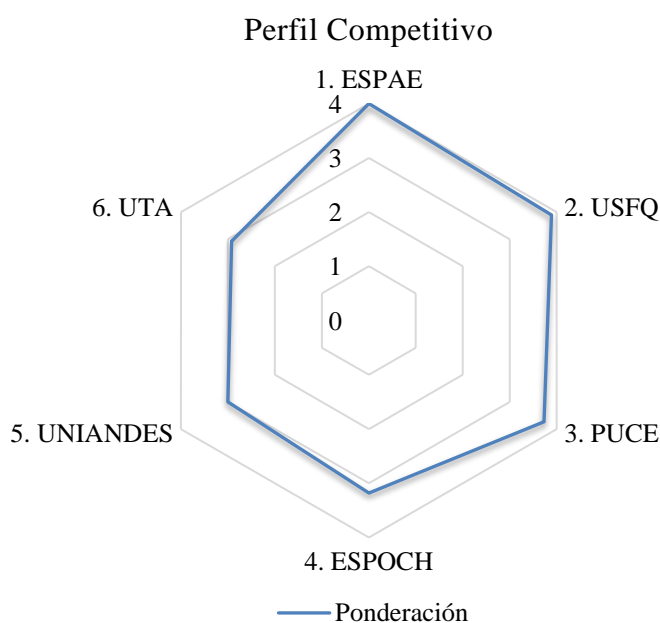 Perfil Competitivo
1. ESPAE
4
3
6. UTA
2. USFQ
2
1
0
5. UNIANDES
3. PUCE
4. ESPOCH
Ponderación